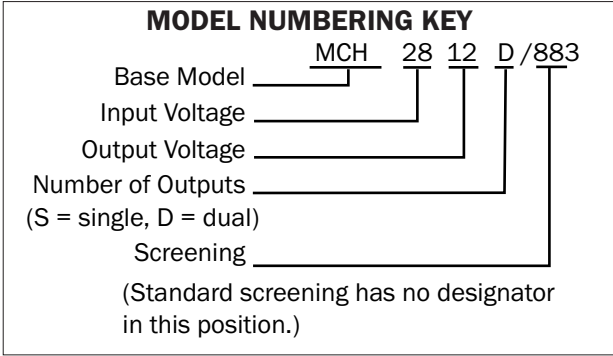 MODEL NUMBERING KEY
MCH 28 12 D /883
Base Model
Input Voltage
Output Voltage
Number of Outputs
(S = single, D = dual)
Screening
(Standard screening has no designator
in this position.)